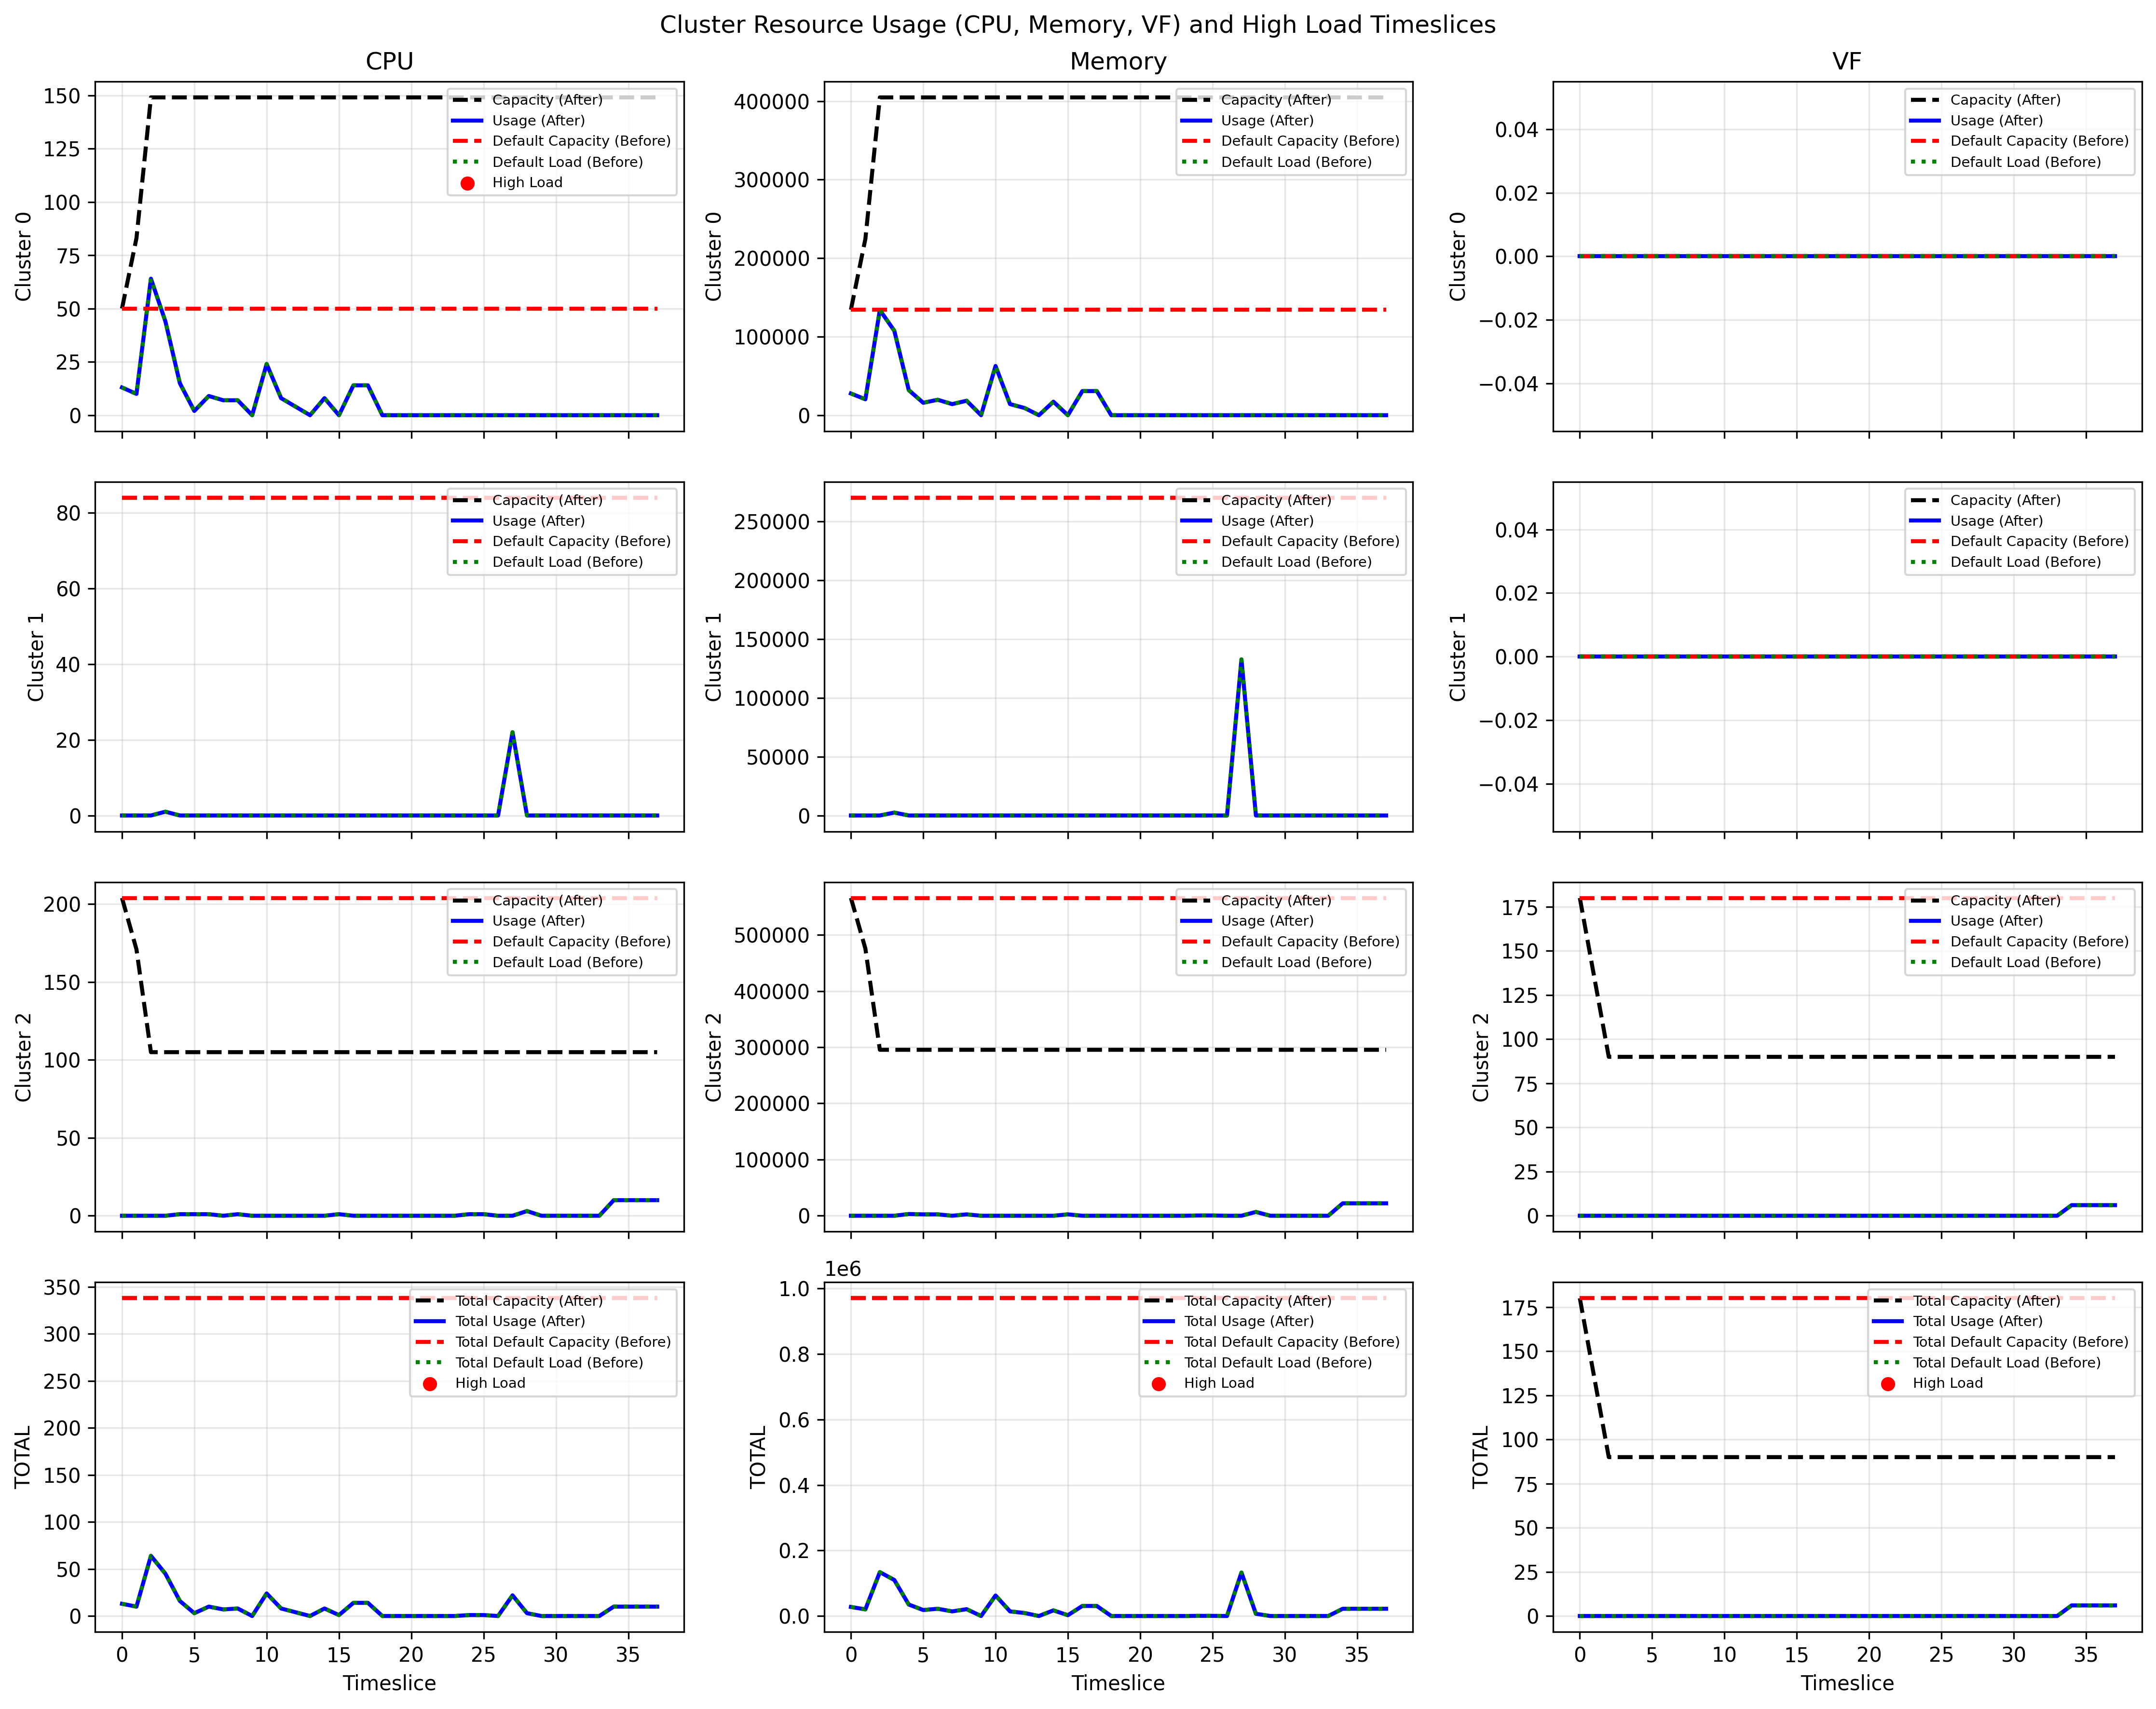 Cluster Resource Usage (CPU, Memory, VF) and High Load Timeslices
CPU
Memory
VF
Cluster 0
150
125
100
75
50
25
0
Capacity (After)
Usage (After)
Default Capacity (Before)
Default Load (Before)
High Load
Cluster 0
400000
300000
200000
100000
0
Capacity (After)
Usage (After)
Default Capacity (Before)
Default Load (Before)
Cluster 0
0.04
0.02
0.00
−0.02
−0.04
Capacity (After)
Usage (After)
Default Capacity (Before)
Default Load (Before)
Cluster 1
80
60
40
20
0
Capacity (After)
Usage (After)
Default Capacity (Before)
Default Load (Before)
Cluster 1
250000
200000
150000
100000
50000
0
Capacity (After)
Usage (After)
Default Capacity (Before)
Default Load (Before)
Cluster 1
0.04
0.02
0.00
−0.02
−0.04
Capacity (After)
Usage (After)
Default Capacity (Before)
Default Load (Before)
Cluster 2
200
150
100
50
0
Capacity (After)
Usage (After)
Default Capacity (Before)
Default Load (Before)
Cluster 2
500000
400000
300000
200000
100000
0
Capacity (After)
Usage (After)
Default Capacity (Before)
Default Load (Before)
Cluster 2
175
150
125
100
75
50
25
0
Capacity (After)
Usage (After)
Default Capacity (Before)
Default Load (Before)
TOTAL
350
300
250
200
150
100
50
0
Total Capacity (After)
Total Usage (After)
Total Default Capacity (Before)
Total Default Load (Before)
High Load
0 5 10 15 20 25 30 35
Timeslice
TOTAL
1e6
1.0
0.8
0.6
0.4
0.2
0.0
Total Capacity (After)
Total Usage (After)
Total Default Capacity (Before)
Total Default Load (Before)
High Load
0 5 10 15 20 25 30 35
Timeslice
TOTAL
175
150
125
100
75
50
25
0
Total Capacity (After)
Total Usage (After)
Total Default Capacity (Before)
Total Default Load (Before)
High Load
0 5 10 15 20 25 30 35
Timeslice